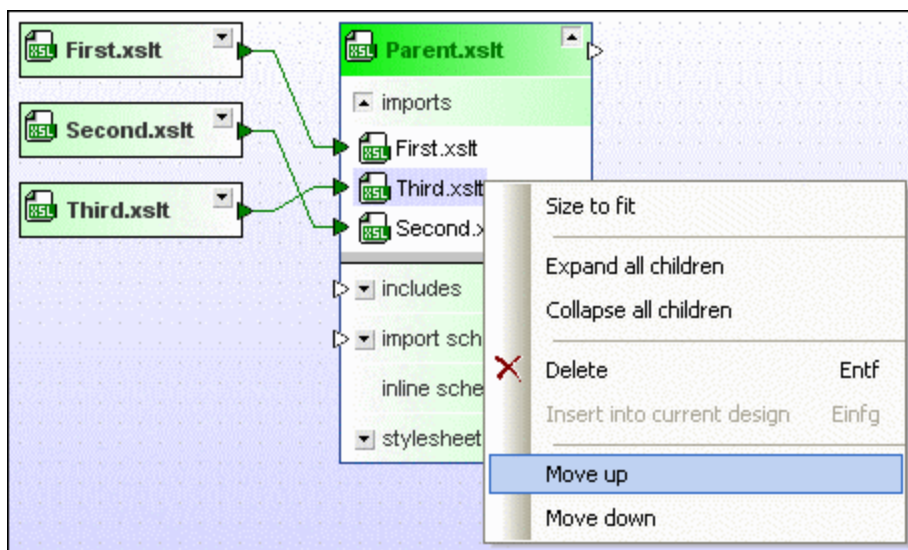 First.xslt
Second.xslt
Third.xslt
Parent.xslt
imports
First.xslt
Third.xslt
Second.x
includes
import sch
inline sche
stylesheet
Size to fit
Expand all children
Collapse all children
Delete Entf
Insert into current design Einfg
Move up
Move down